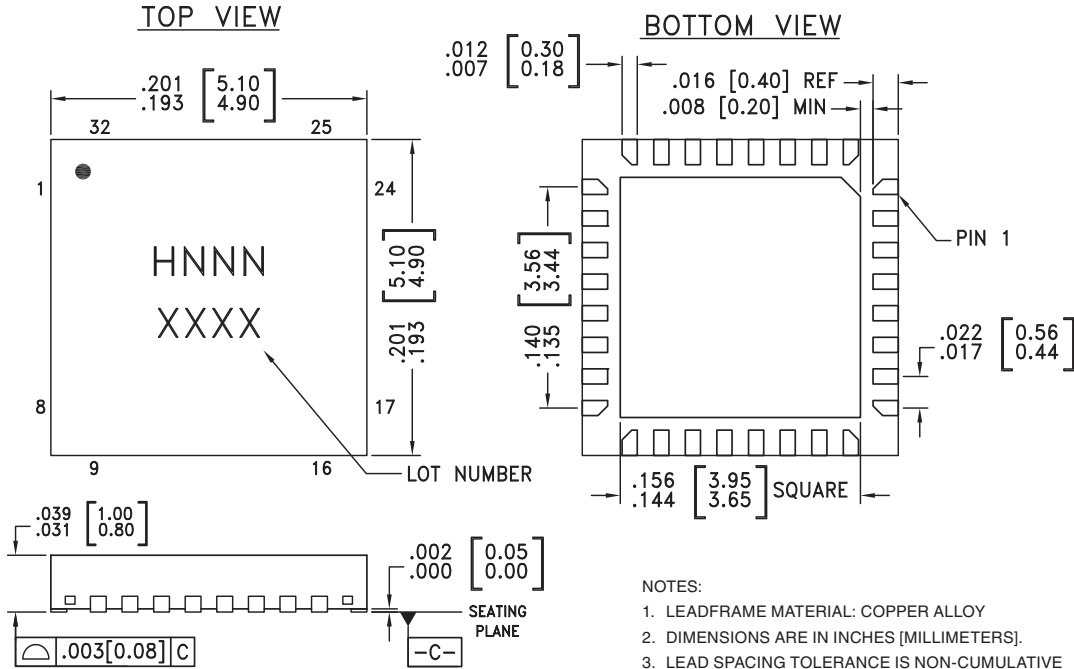 TOP VIEW
.201 [5.10]
.193 [4.90]
32 25
1 24
HNNN
XXXX
.201 [5.10]
.193 [4.90]
8 17
9 16
LOT NUMBER
.039 [1.00]
.031 [0.80]
.002 [0.05]
.000 [0.00]
SEATING
PLANE
.003[0.08] C
-C-
BOTTOM VIEW
.012 [0.30]
.007 [0.18]
.016 [0.40] REF
.008 [0.20] MIN
PIN 1
.140 [3.56]
.135 [3.44]
.022 [0.56]
.017 [0.44]
.156 [3.95] SQUARE
.144 [3.65]
NOTES:
1. LEADFRAME MATERIAL: COPPER ALLOY
2. DIMENSIONS ARE IN INCHES [MILLIMETERS].
3. LEAD SPACING TOLERANCE IS NON-CUMULATIVE